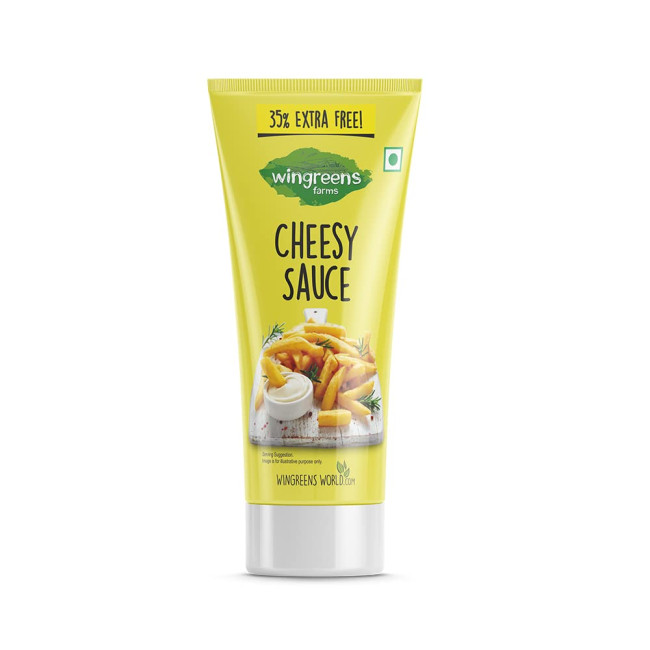 35% EXTRA FREE!
wingreens
farms
CHEESY
SAUCE
Serving Suggestion.
Image is for illustrative purpose only.
WINGREENS WORLD.com